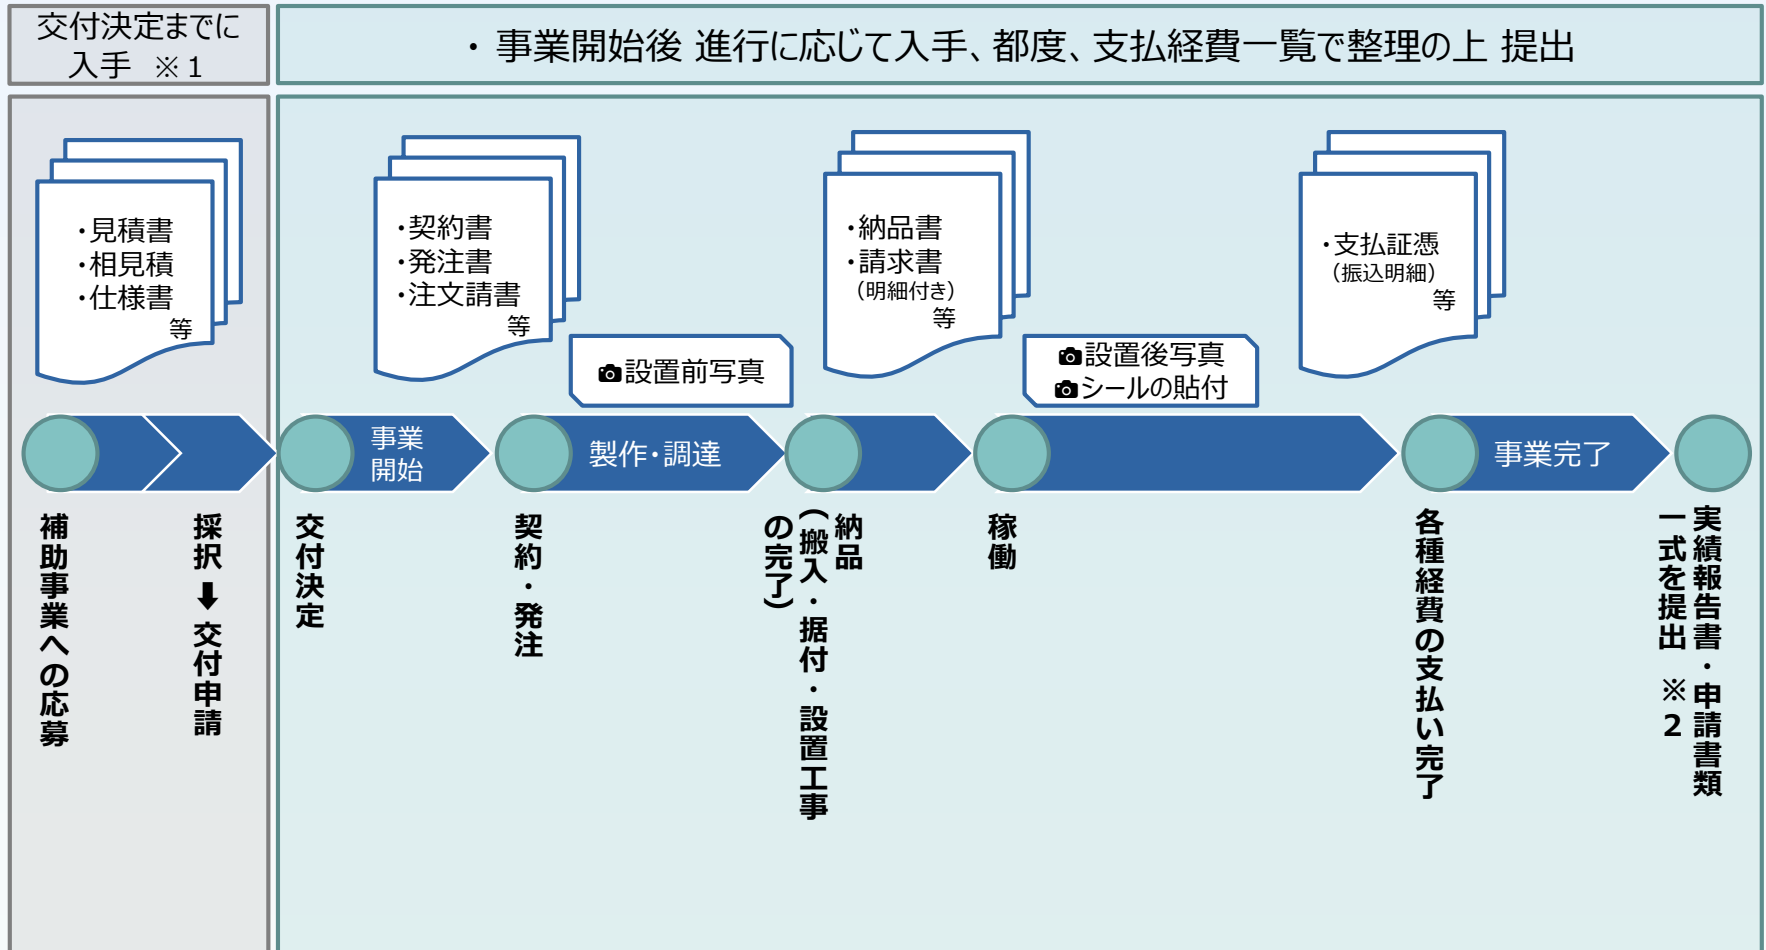 交付決定までに
入手 ※1
・ 事業開始後 進行に応じて入手、都度、支払経費一覧で整理の上 提出
・見積書
・相見積
・仕様書
等
・契約書
・発注書
・注文請書
等
設置前写真
・納品書
・請求書
（明細付き）
等
設置後写真
シールの貼付
・支払証憑
（振込明細）
等
事業
開始
製作・調達
事業完了
補助事業への応募
採択➡交付申請
交付決定
契約・発注
納品
（搬入・据付・設置工事
の完了）
稼働
各種経費の支払い完了
実績報告書・申請書類
一式を提出 ※2